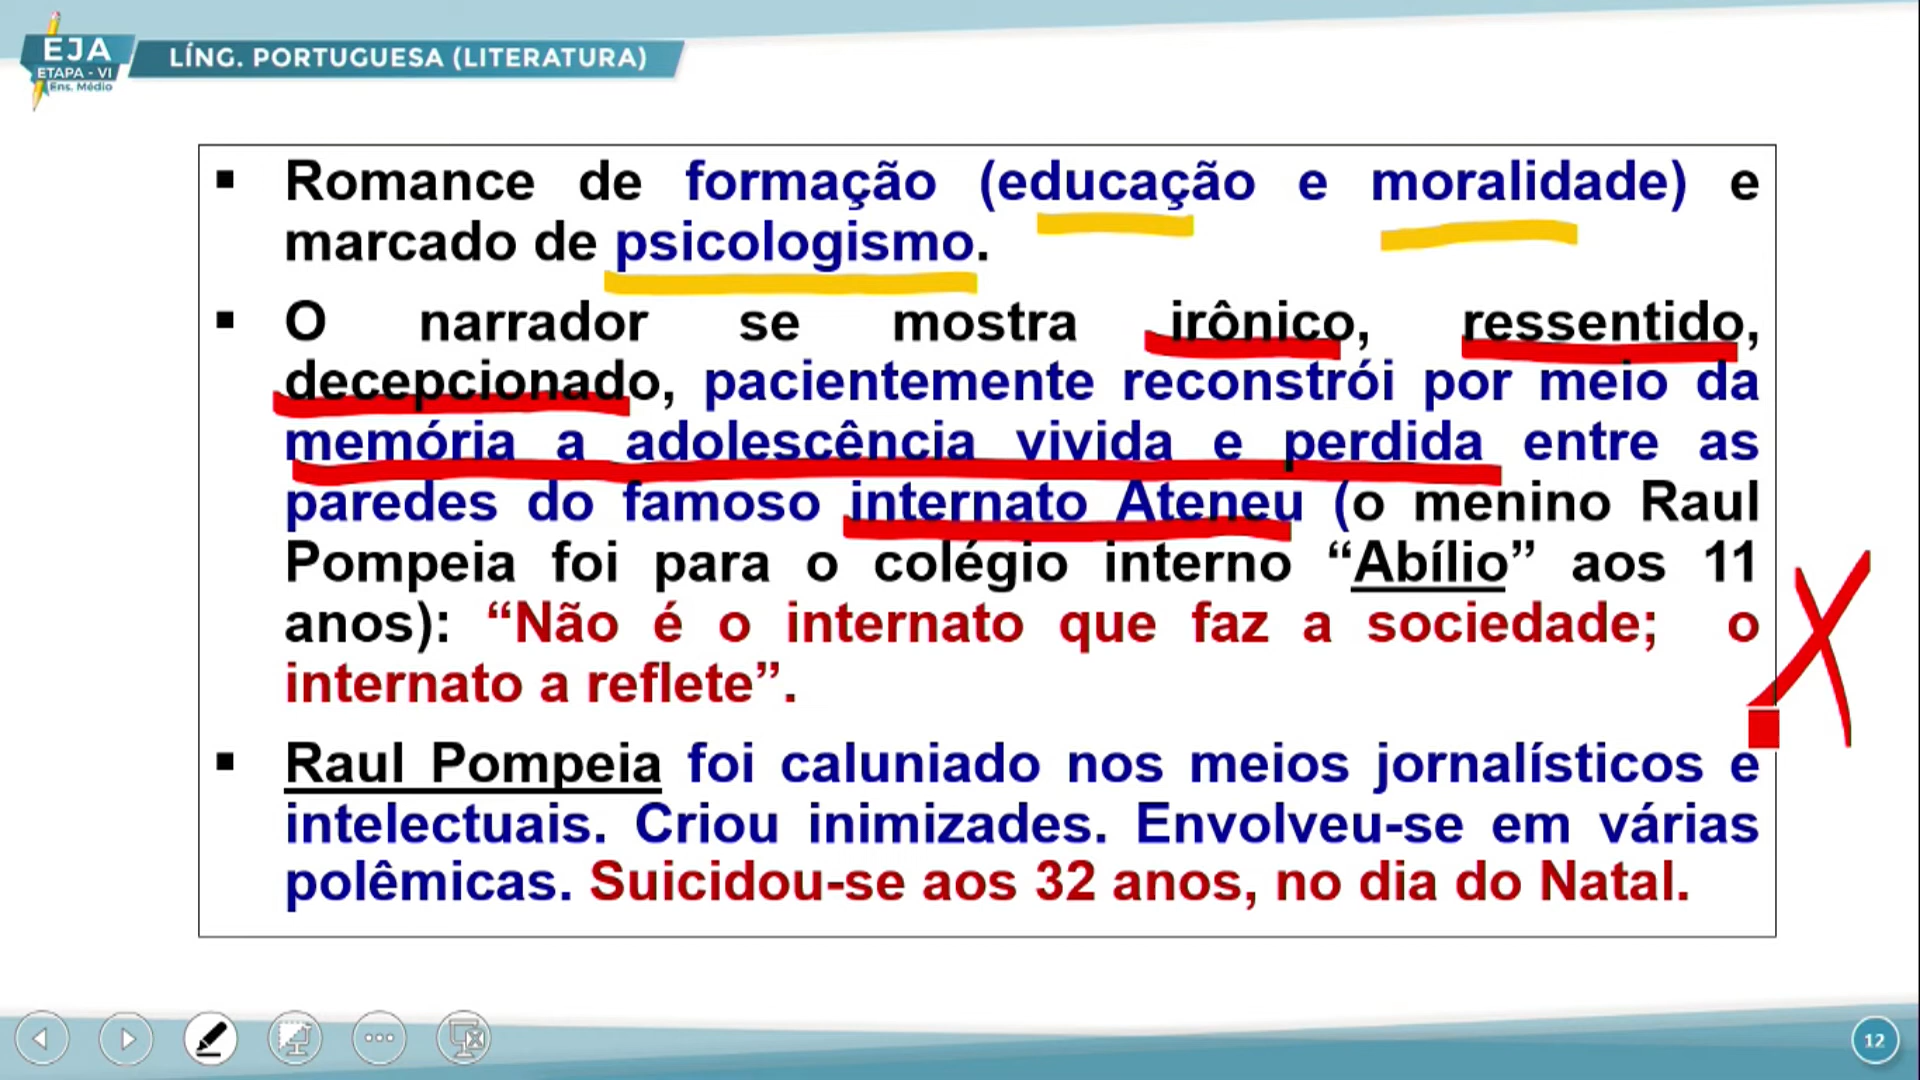 EJA
ETAPA - VI
Ens. Médio
LÍNG. PORTUGUESA (LITERATURA)
▪ Romance de formação (educação e moralidade) e
marcado de psicologismo.
▪ O narrador se mostra irônico, ressentido,
decepcionado, pacientemente reconstrói por meio da
memória a adolescência vivida e perdida entre as
paredes do famoso internato Ateneu (o menino Raul
Pompeia foi para o colégio interno “Abílio” aos 11
anos): “Não é o internato que faz a sociedade; o
internato a reflete”.
▪ Raul Pompeia foi caluniado nos meios jornalísticos e
intelectuais. Criou inimizades. Envolveu-se em várias
polêmicas. Suicidou-se aos 32 anos, no dia do Natal.
12